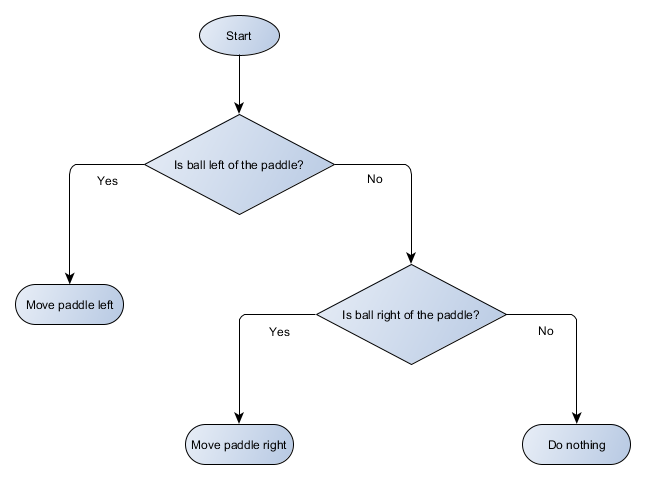 Start
Is ball left of the paddle?
Yes
No
Move paddle left
Is ball right of the paddle?
Yes
No
Move paddle right
Do nothing